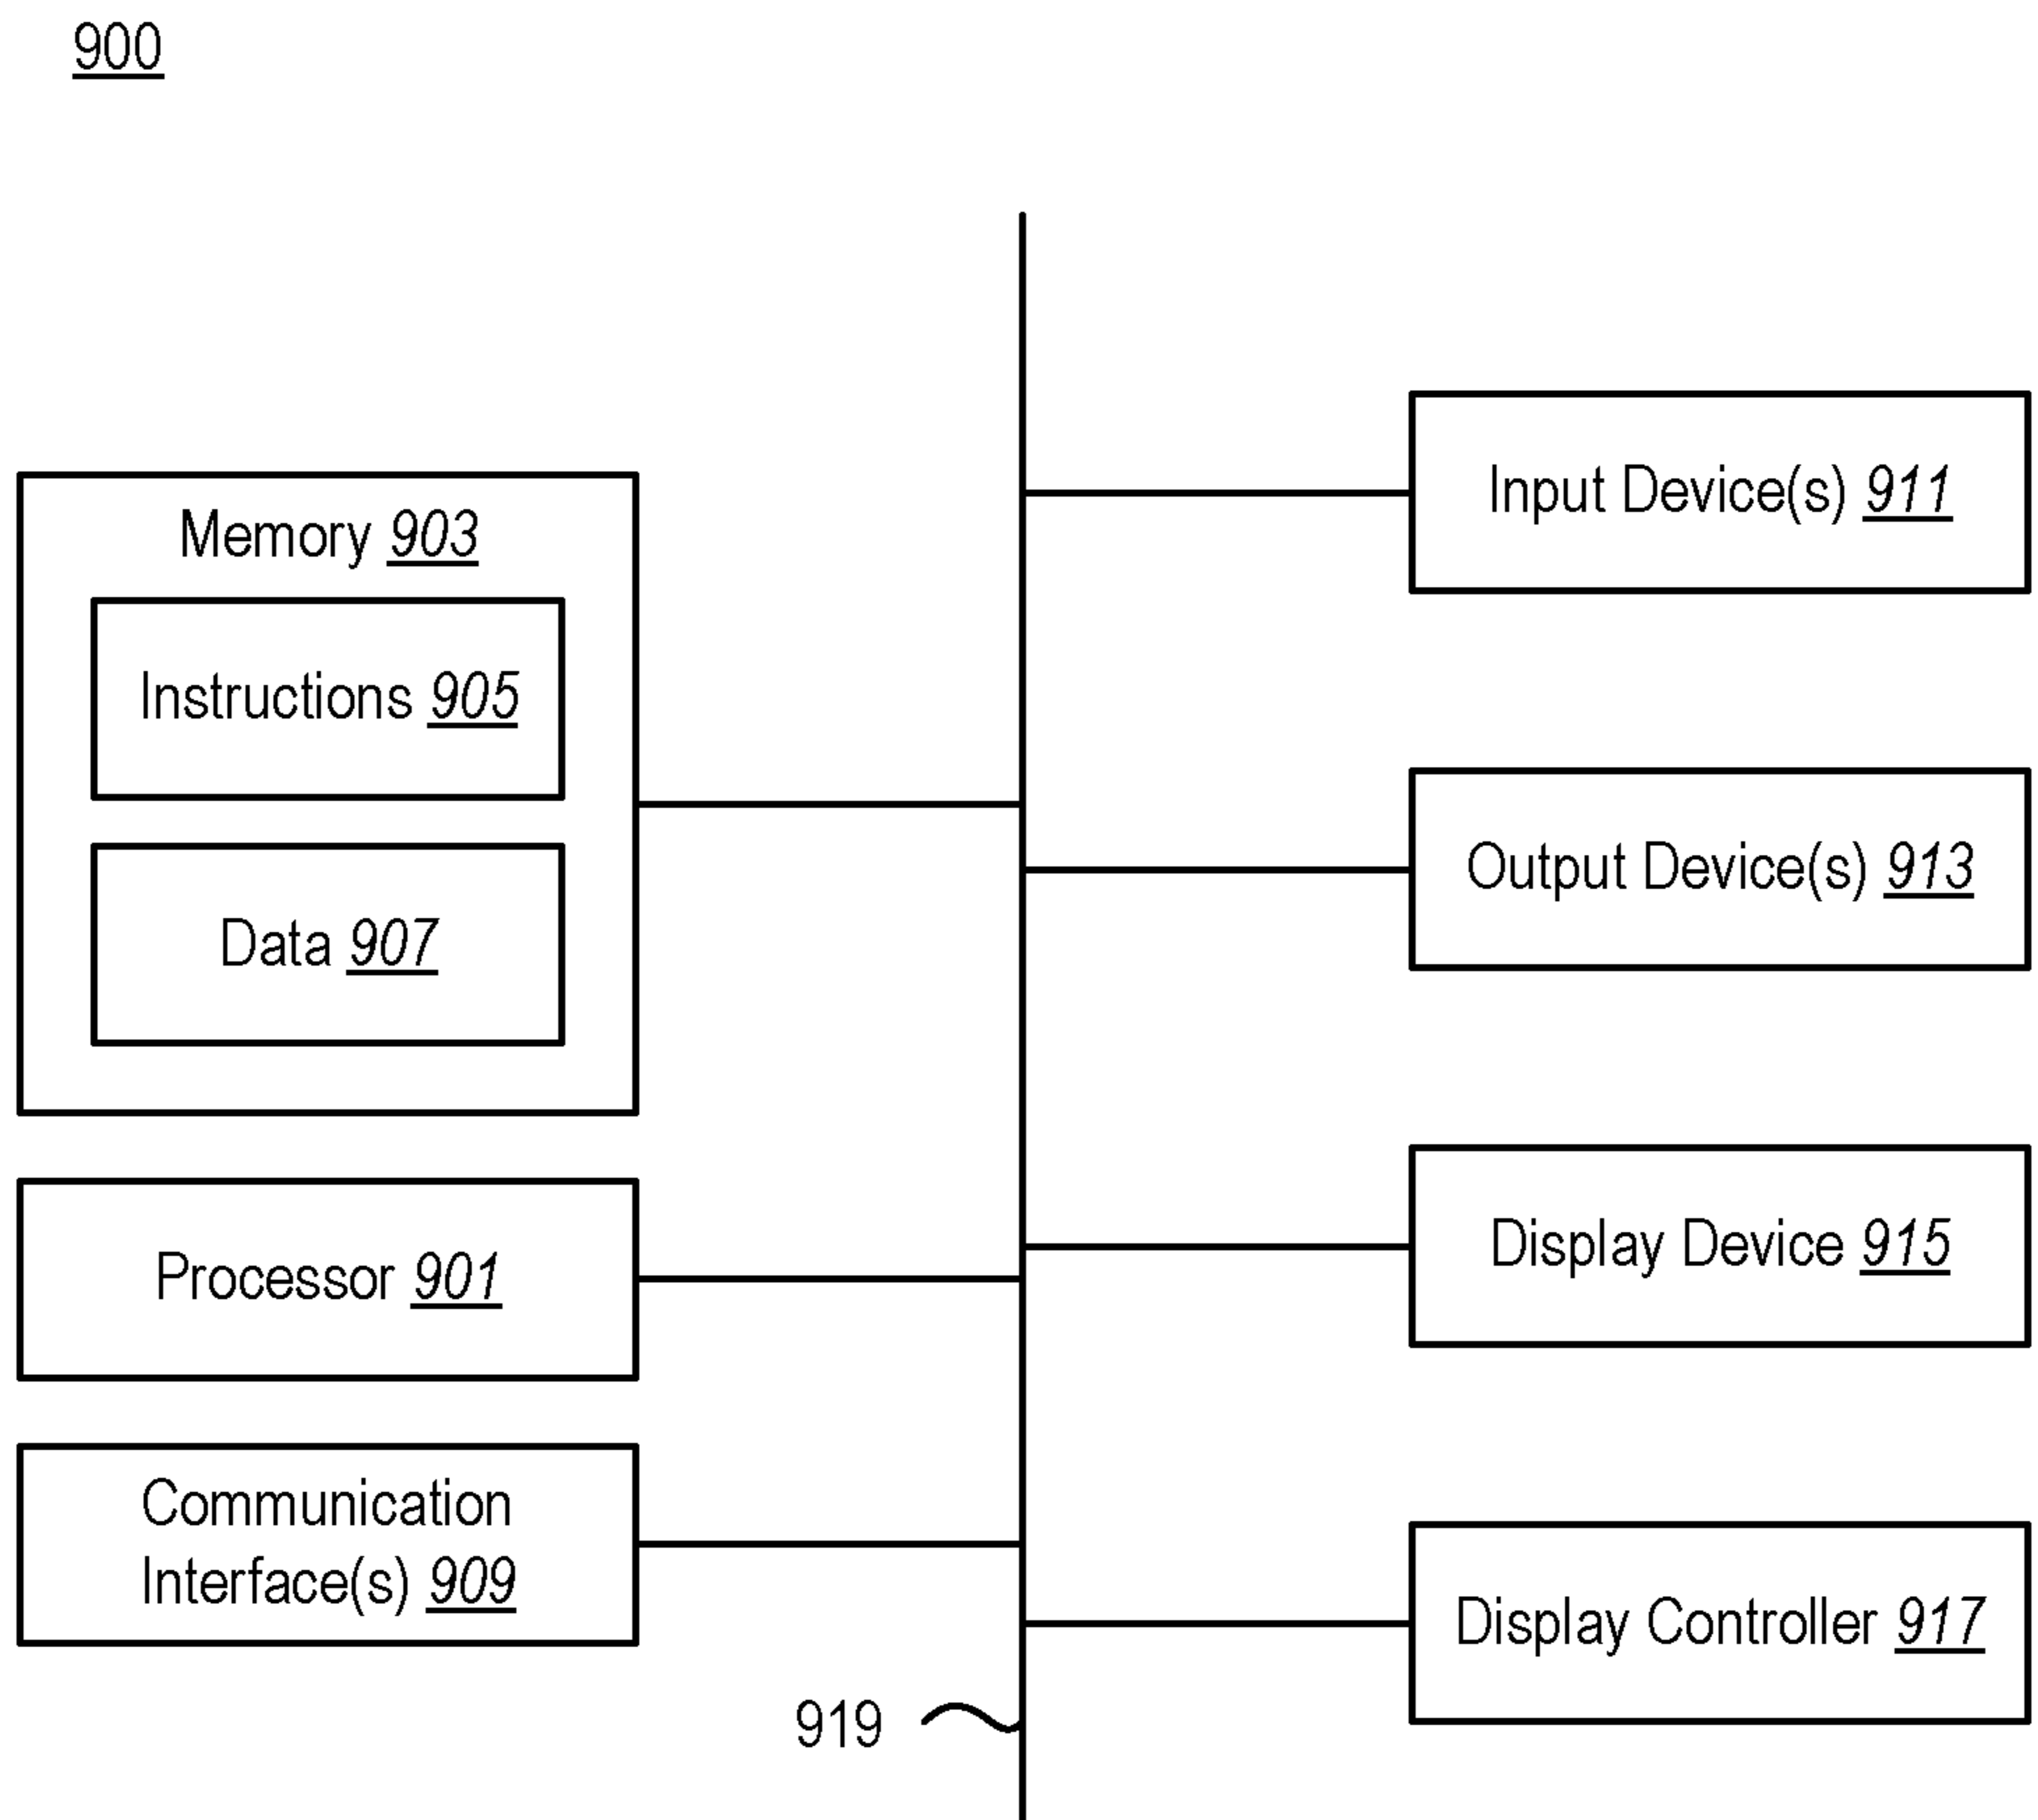 900
Memory 903
Instructions 905
Data 907
Processor 901
Communication
Interface(s) 909
919
Input Device(s) 911
Output Device(s) 913
Display Device 915
Display Controller 917